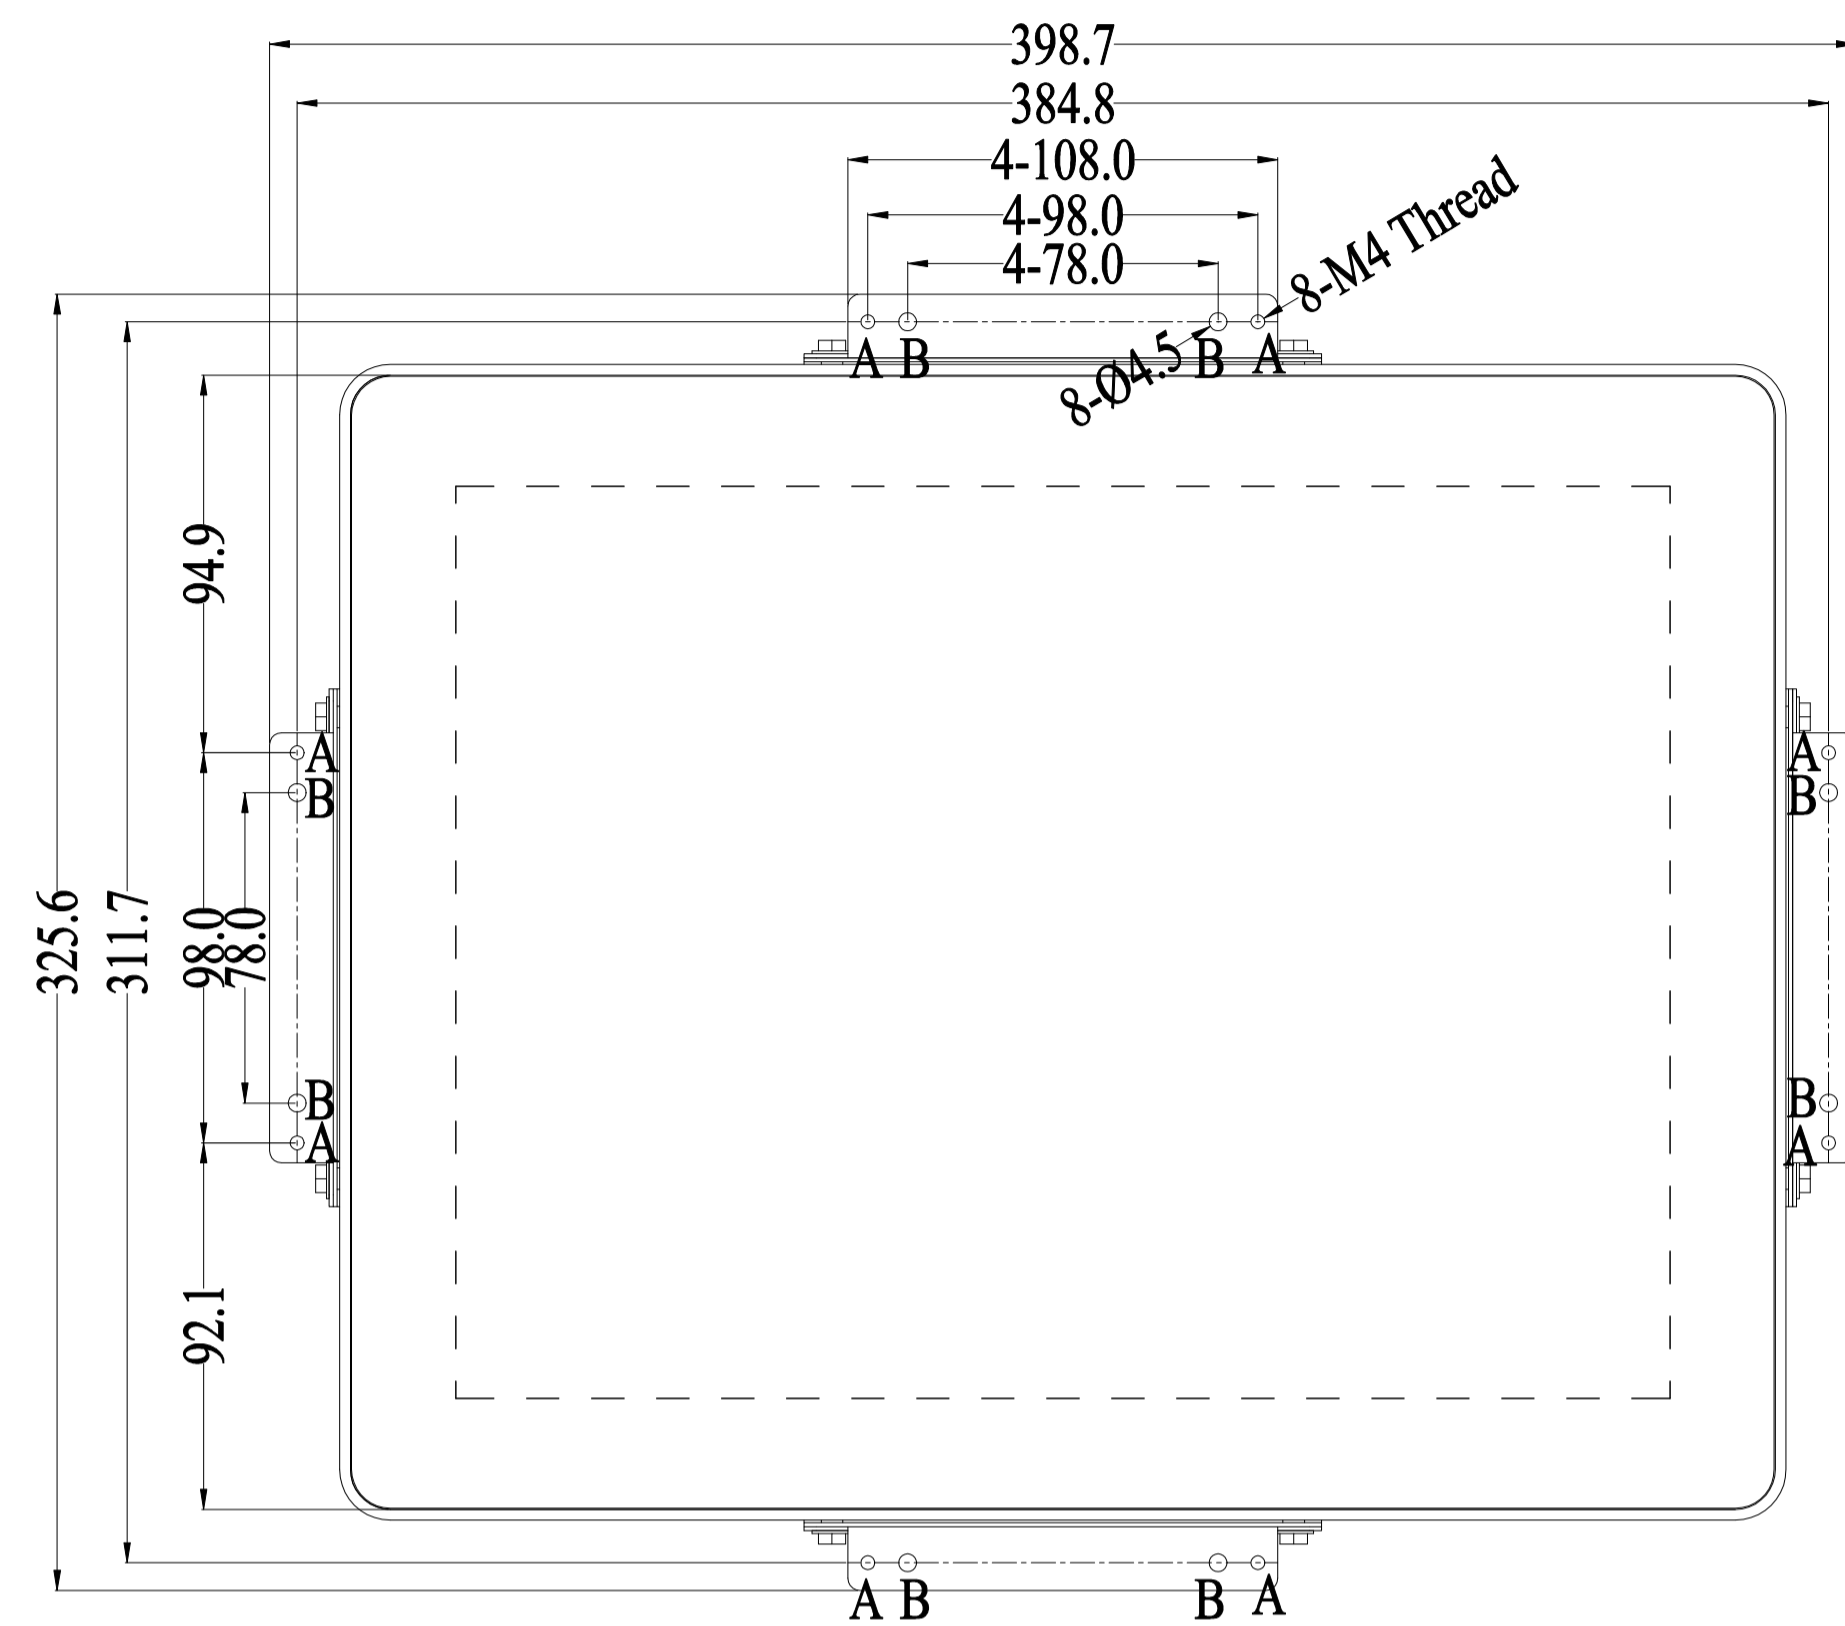 398.7
384.8
4-108.0
4-98.0
4-78.0
8-M4 Thread
8-Ø4.5
A B B A
94.9
A A
B B
325.6
311.7
98.0
78.0
B B
A A
92.1
A B B A